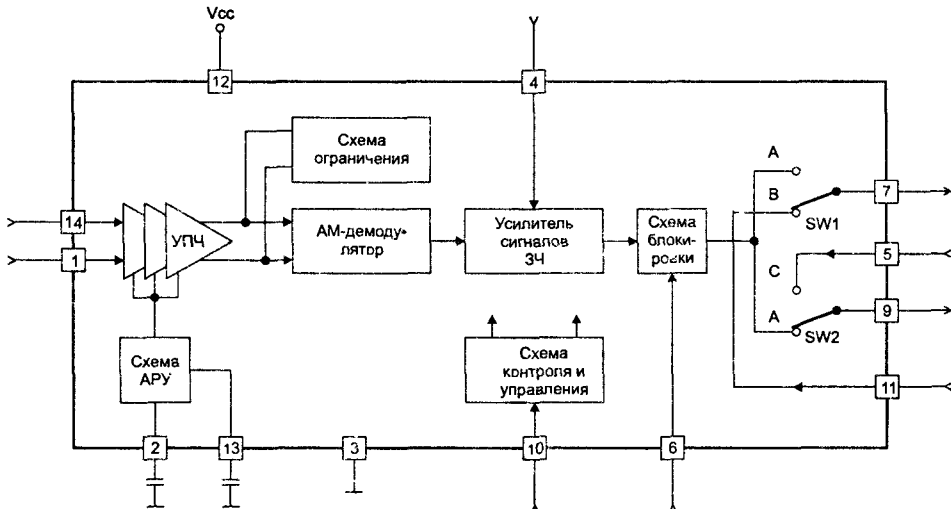 Vcc
12
4
Схема
ограничения
A
14
УПЧ
АМ-демоду-
лятор
Усилитель
сигналов
ЗЧ
Схема
блоки-
ровки
B
SW1
7
1
5
C
9
A
SW2
Схема
АРУ
Схема
контроля и
управления
11
2
13
3
10
6